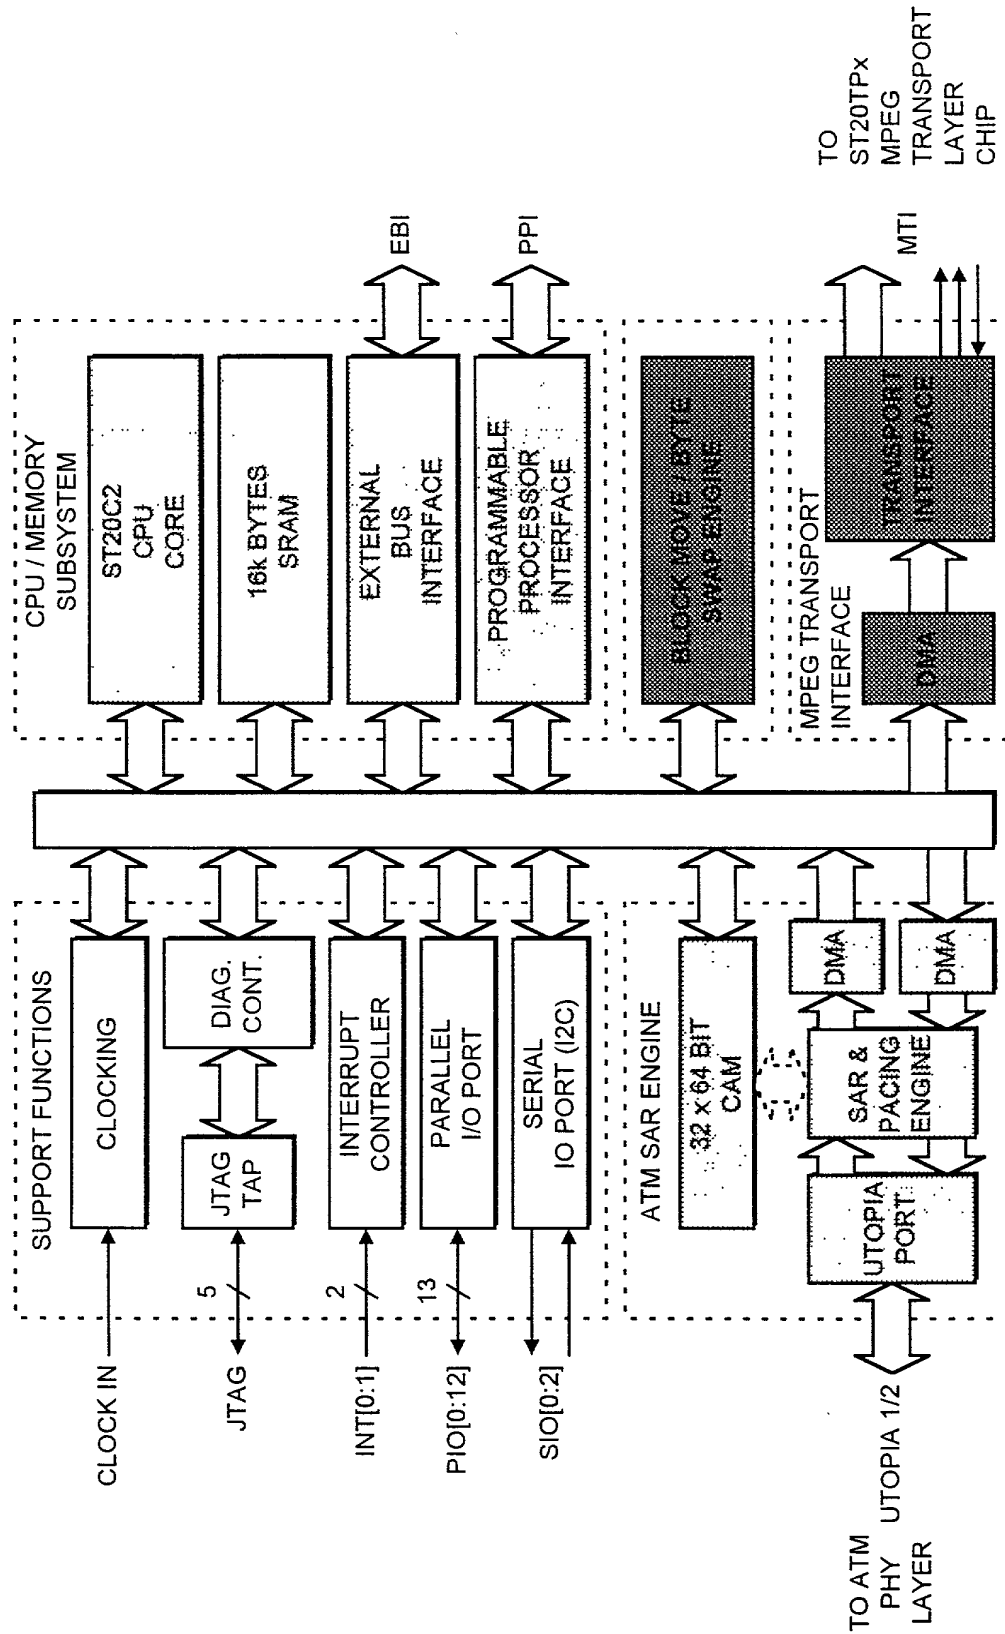 SUPPORT FUNCTIONS
CLOCK IN
CLOCKING
JTAG
5
JTAG
TAP
DIAG.
CONT.
INT[0:1]
2
INTERRUPT
CONTROLLER
PIO[0:12]
13
PARALLEL
I/O PORT
SIO[0:2]
SERIAL
IO PORT (I2C)
CPU / MEMORY
SUBSYSTEM
ST20C2
CPU
CORE
16k BYTES
SRAM
EXTERNAL
BUS
INTERFACE
EBI
PROGRAMMABLE
PROCESSOR
INTERFACE
PPI
ATM SAR ENGINE
32 x 64 BIT
CAM
TO ATM
PHY
LAYER
UTOPIA 1/2
UTOPIA
PORT
SAR &
PACING
ENGINE
DMA
DMA
BLOCK MOVE / BYTE
SWAP ENGINE
MPEG TRANSPORT
INTERFACE
DMA
TRANSPORT
INTERFACE
MTI
TO
ST20TPx
MPEG
TRANSPORT
LAYER
CHIP